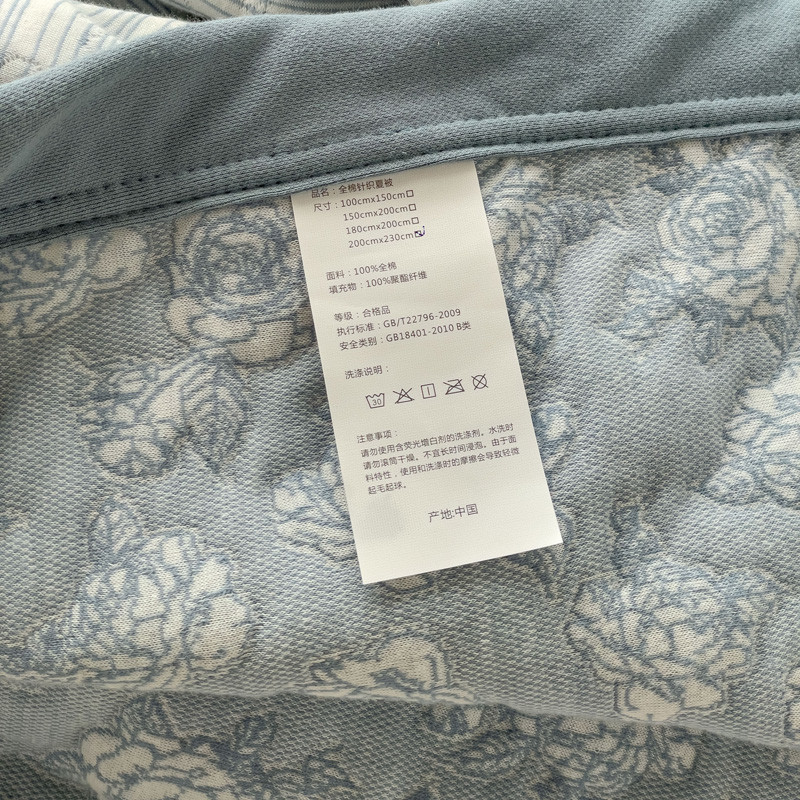 品名：全棉针织夏被
尺寸：100cmx150cm□
150cmx200cm□
180cmx200cm□
200cmx230cm☑
面料：100%全棉
填充物：100%聚酯纤维
等级：合格品
执行标准：GB/T22796-2009
安全类别：GB18401-2010 B类
洗涤说明：
30
注意事项：
请勿使用含荧光增白剂的洗涤剂。水洗时
请勿滚筒干燥。不宜长时间浸泡。由于面
料特性，使用和洗涤时的摩擦会导致轻微
起毛起球。
产地:中国